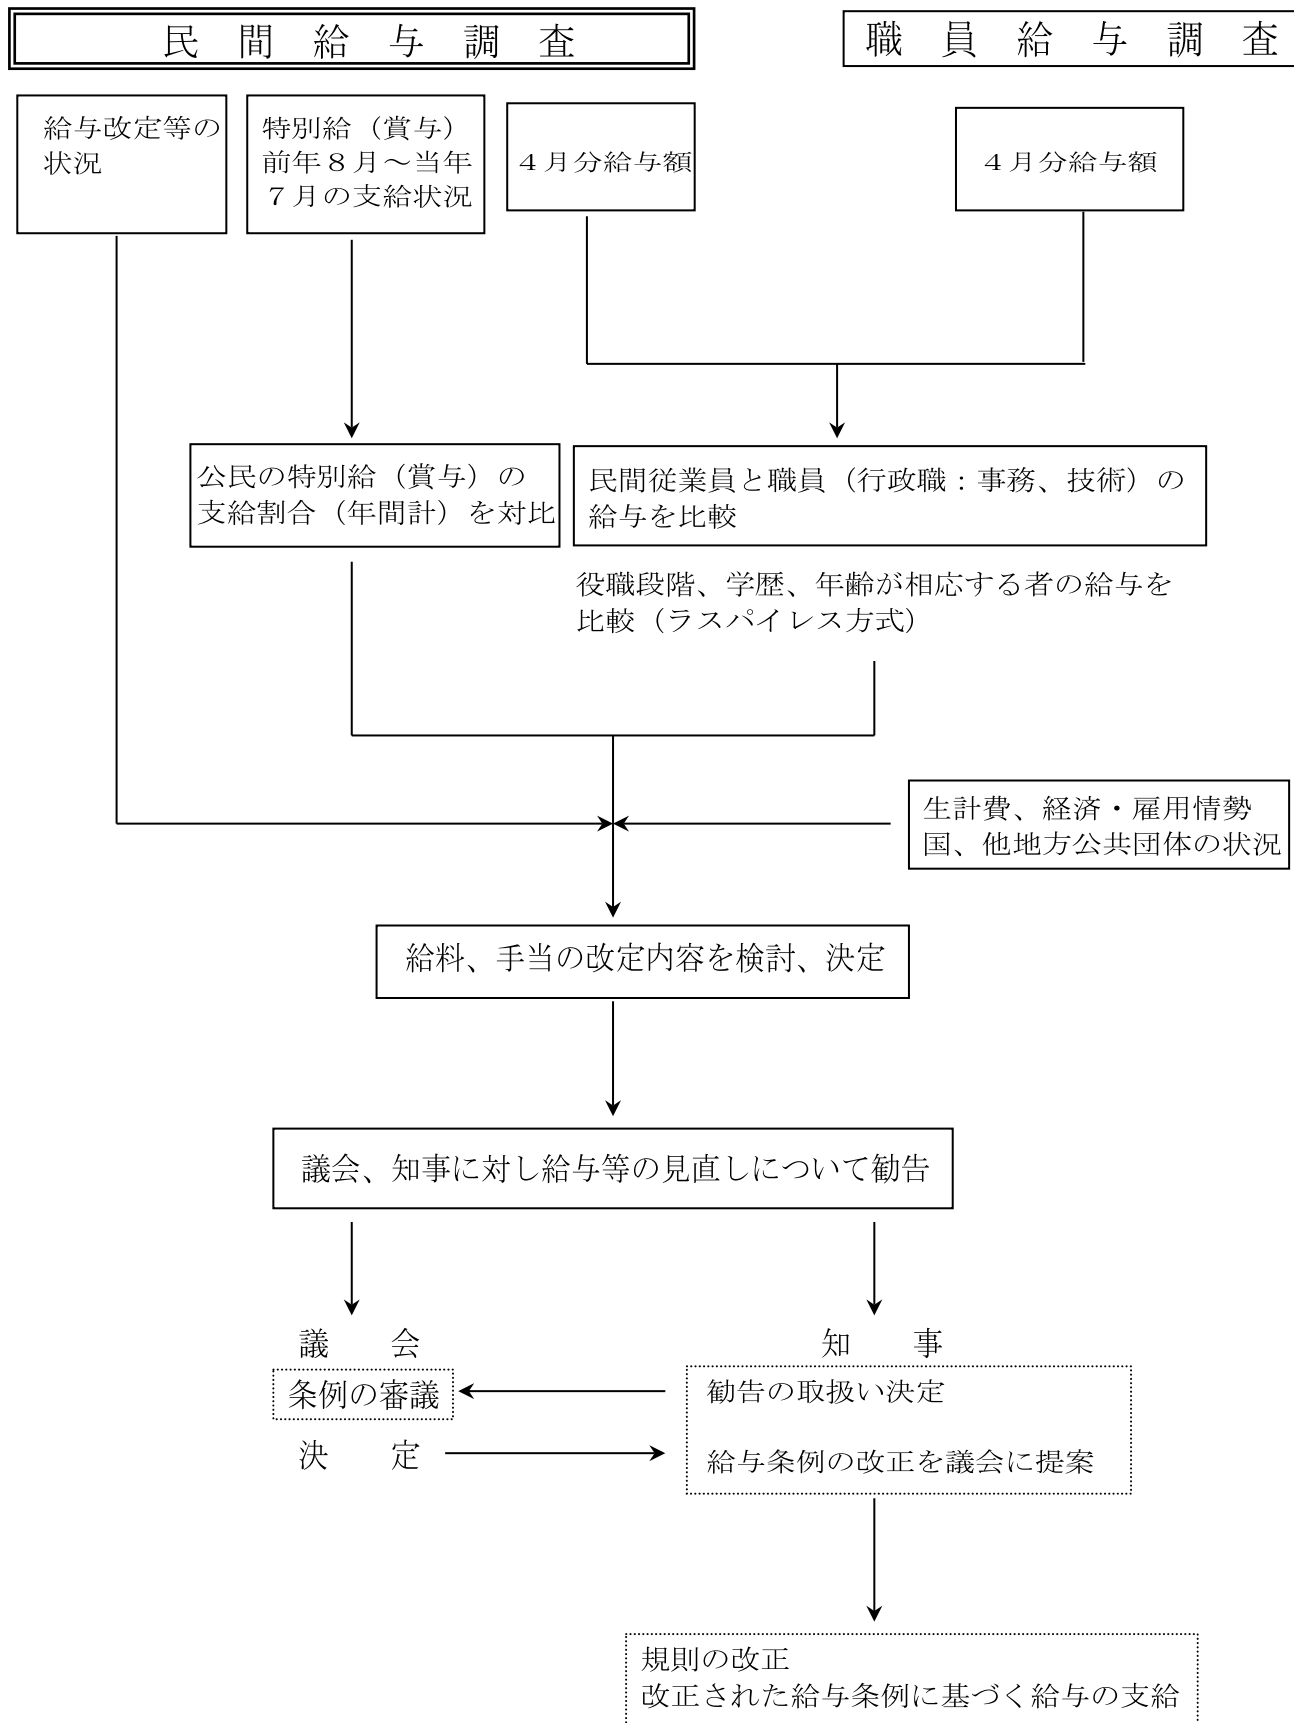 民　間　給　与　調　査
職　員　給　与　調　査
給与改定等の
状況
特別給（賞与）
前年８月～当年
７月の支給状況
４月分給与額
４月分給与額
公民の特別給（賞与）の
支給割合（年間計）を対比
民間従業員と職員（行政職：事務、技術）の
給与を比較
役職段階、学歴、年齢が相応する者の給与を
比較（ラスパイレス方式）
生計費、経済・雇用情勢
国、他地方公共団体の状況
給料、手当の改定内容を検討、決定
議会、知事に対し給与等の見直しについて勧告
議　　会
知　　事
条例の審議
勧告の取扱い決定
決　　定
給与条例の改正を議会に提案
規則の改正
改正された給与条例に基づく給与の支給